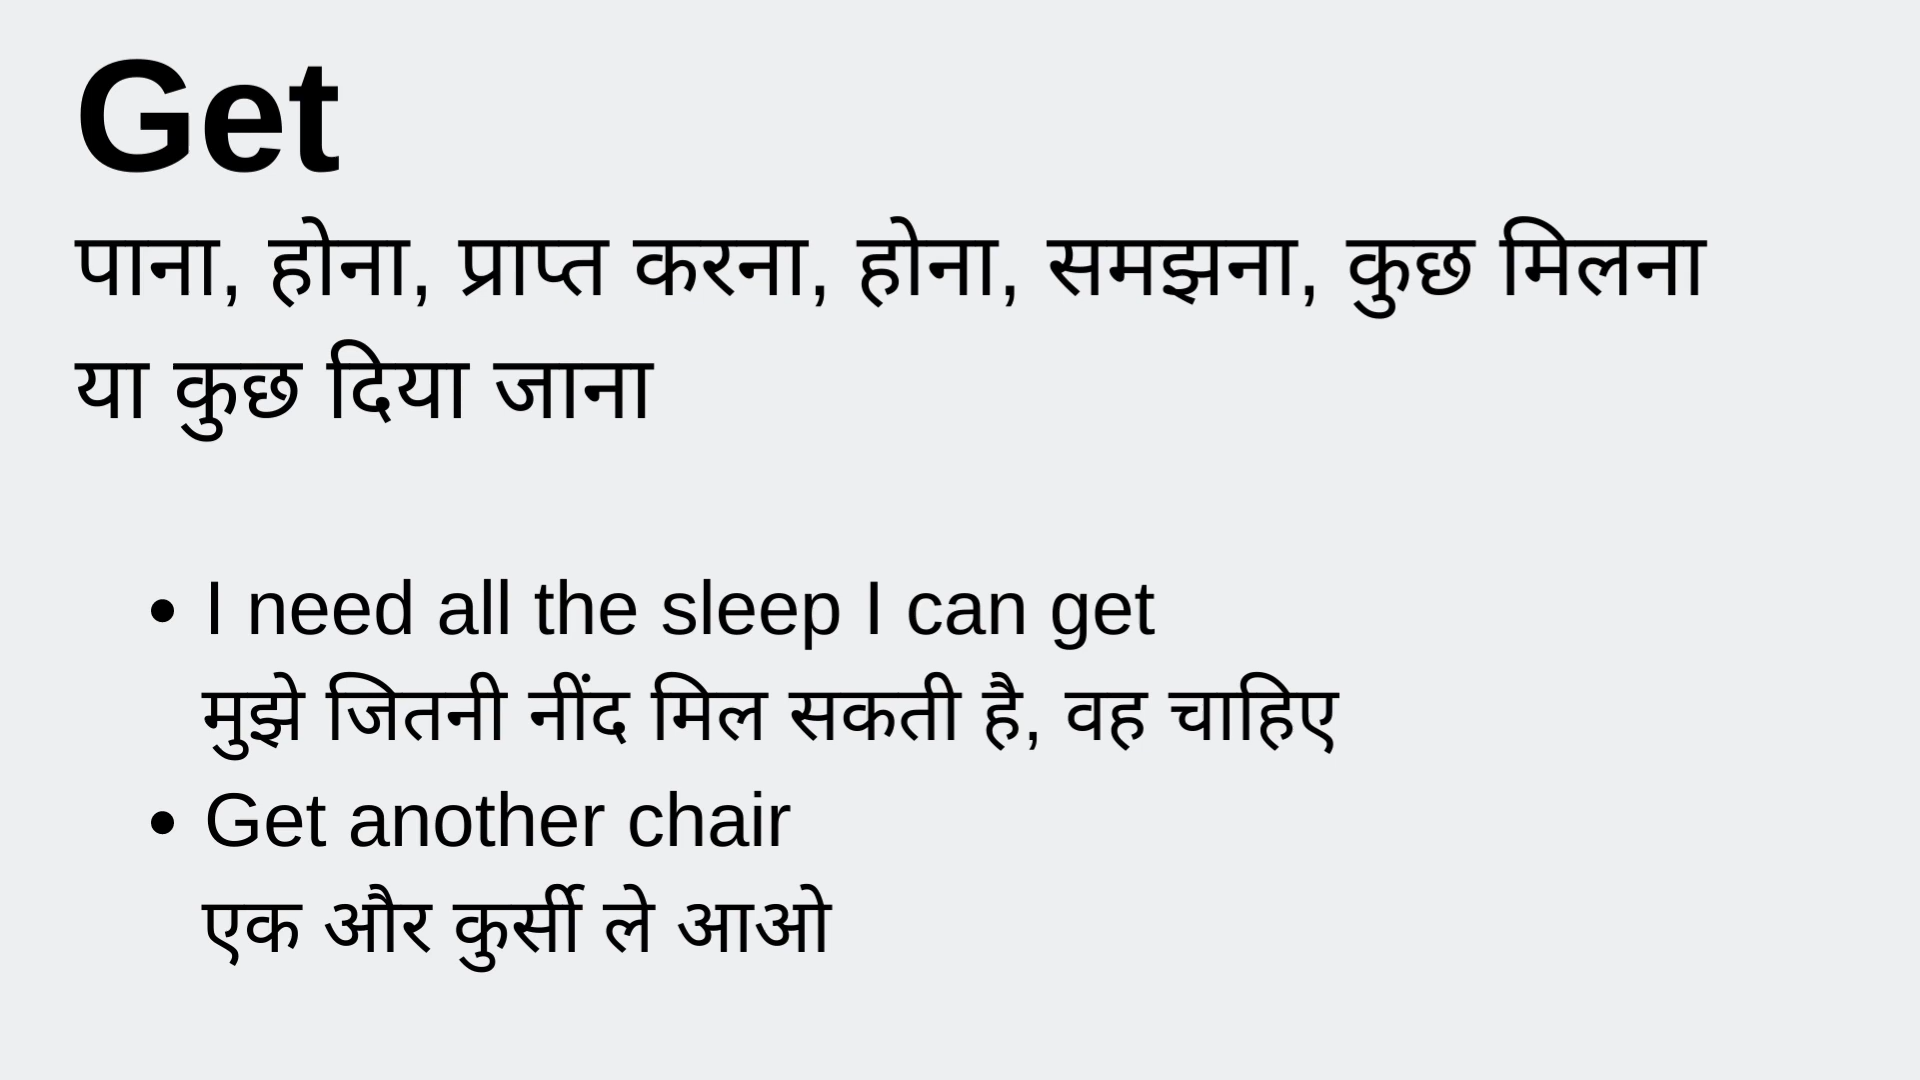 Get
पाना, होना, प्राप्त करना, होना, समझना, कुछ मिलना
या कुछ दिया जाना
• I need all the sleep I can get
मुझे जितनी नींद मिल सकती है, वह चाहिए
• Get another chair
एक और कुर्सी ले आओ